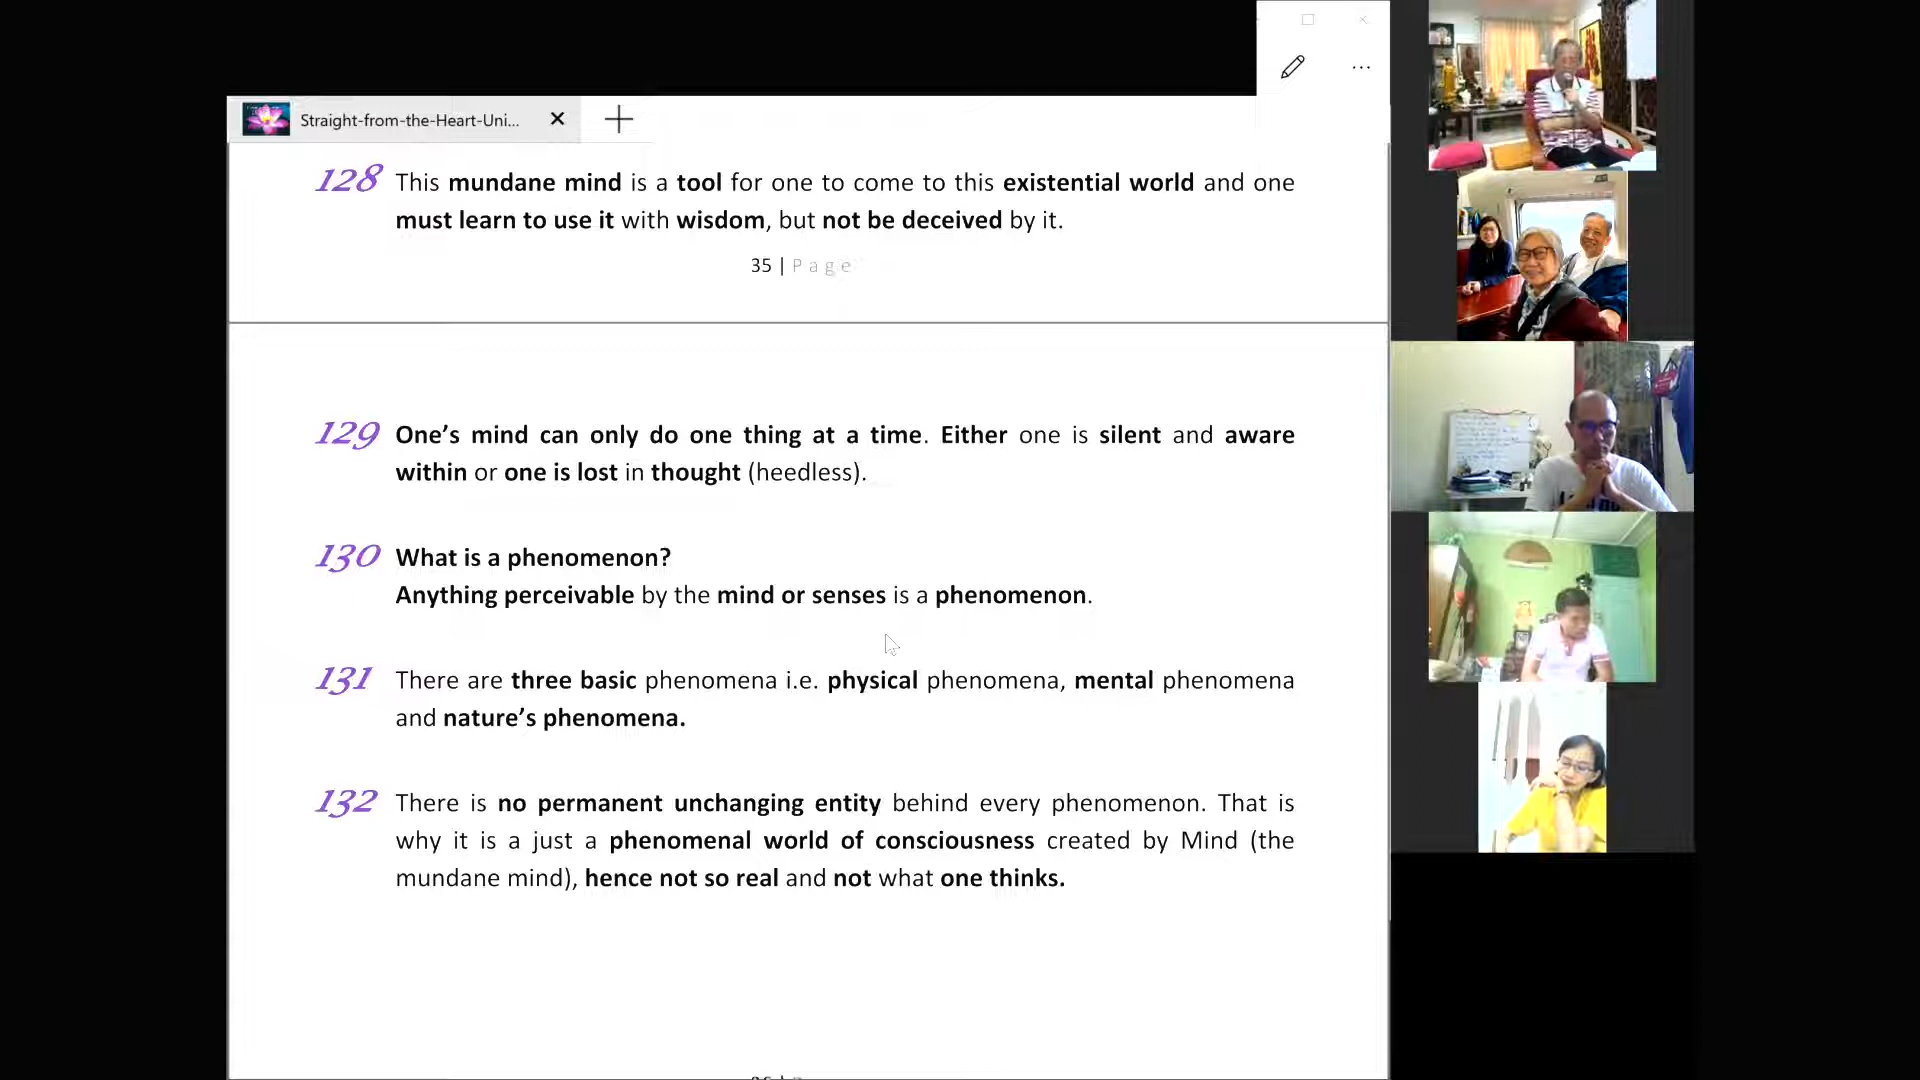 Straight-from-the-Heart-Uni...
128 This mundane mind is a tool for one to come to this existential world and one
must learn to use it with wisdom, but not be deceived by it.
35 | Page
129 One’s mind can only do one thing at a time. Either one is silent and aware
within or one is lost in thought (heedless).
130 What is a phenomenon?
Anything perceivable by the mind or senses is a phenomenon.
131 There are three basic phenomena i.e. physical phenomena, mental phenomena
and nature’s phenomena.
132 There is no permanent unchanging entity behind every phenomenon. That is
why it is a just a phenomenal world of consciousness created by Mind (the
mundane mind), hence not so real and not what one thinks.